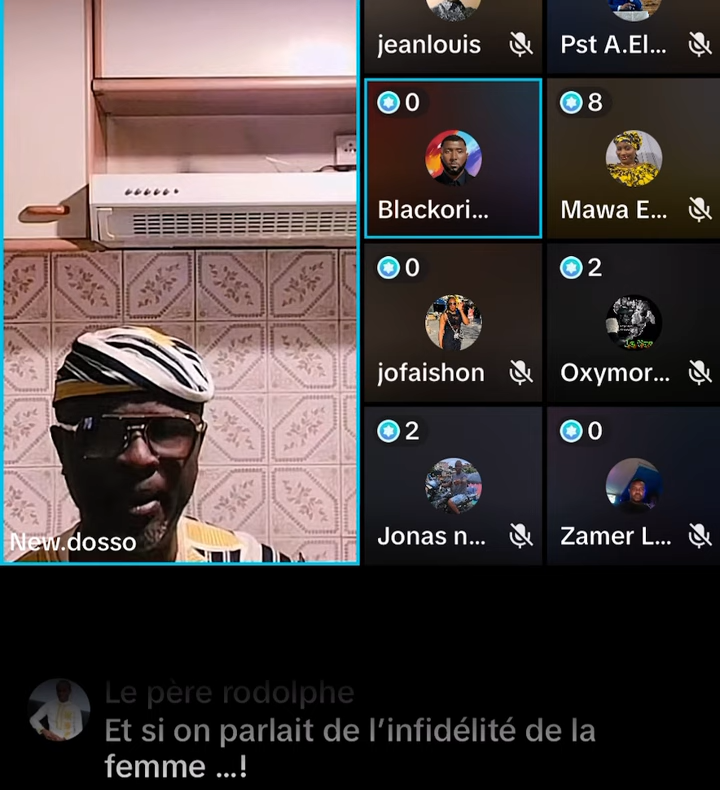 jeanlouis
Pst A.El...
0
8
Blackori...
Mawa E...
0
2
jofaishon
Oxymor...
2
0
New.dosso
Jonas n...
Zamer L...
Le père rodolphe
Et si on parlait de l’infidélité de la
femme ...!